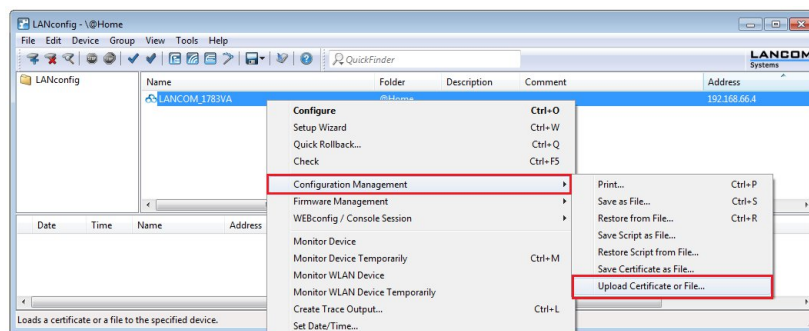 LANconfig - \@Home
File Edit Device Group View Tools Help
QuickFinder
LANCOM
Systems
LANconfig
Name Folder Description Comment Address
LANCOM_1783VA @Home 192.168.66.4
Configure Ctrl+O
Setup Wizard Ctrl+W
Quick Rollback... Ctrl+Q
Check Ctrl+F5
Configuration Management
Firmware Management
WEBconfig / Console Session
Monitor Device
Monitor Device Temporarily Ctrl+M
Monitor WLAN Device
Monitor WLAN Device Temporarily
Create Trace Output... Ctrl+L
Set Date/Time...
Print... Ctrl+P
Save as File... Ctrl+S
Restore from File... Ctrl+R
Save Script as File...
Restore Script from File...
Save Certificate as File...
Upload Certificate or File...
Date Time Name Address
Loads a certificate or a file to the specified device.